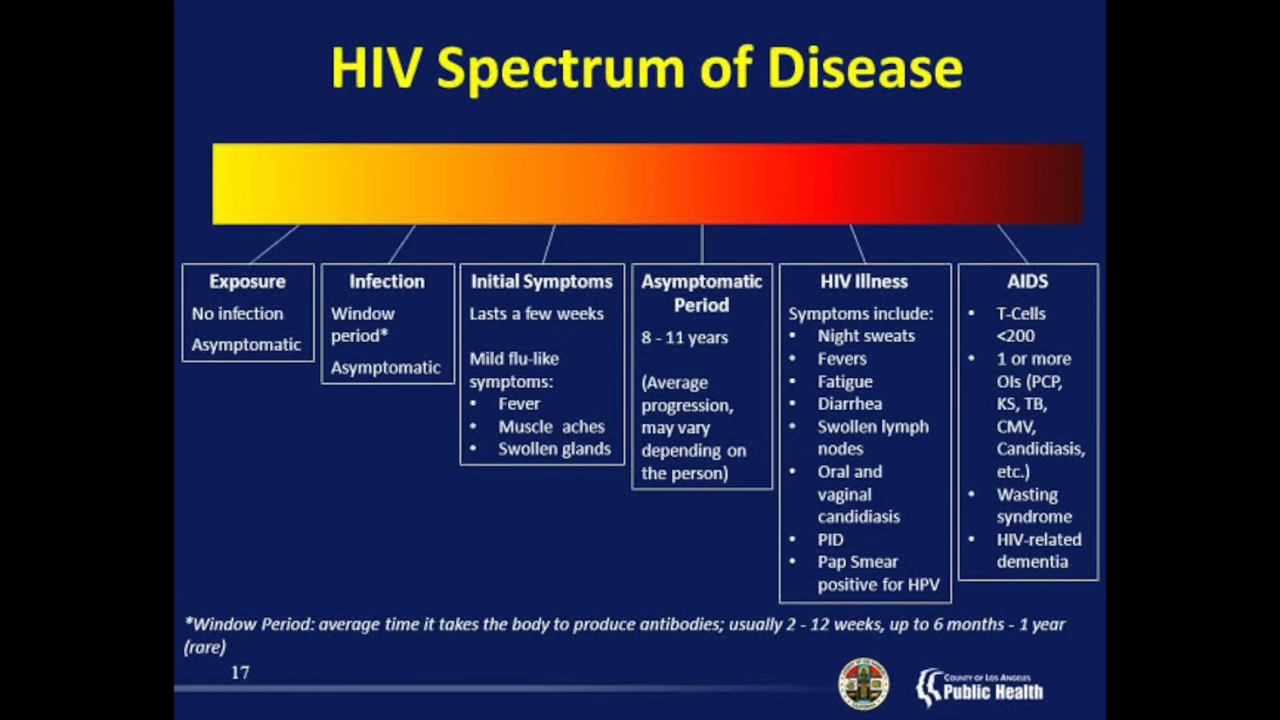 HIV Spectrum of Disease
Exposure
No infection
Asymptomatic
Infection
Window
period*
Asymptomatic
Initial Symptoms
Lasts a few weeks
Mild flu-like
symptoms:
• Fever
• Muscle aches
• Swollen glands
Asymptomatic
Period
8 - 11 years
(Average
progression,
may vary
depending on
the person)
HIV Illness
Symptoms include:
• Night sweats
• Fevers
• Fatigue
• Diarrhea
• Swollen lymph
nodes
• Oral and
vaginal
candidiasis
• PID
• Pap Smear
positive for HPV
AIDS
• T-Cells
<200
• 1 or more
OIs (PCP,
KS, TB,
CMV,
Candidiasis,
etc.)
• Wasting
syndrome
• HIV-related
dementia
*Window Period: average time it takes the body to produce antibodies; usually 2 - 12 weeks, up to 6 months - 1 year
(rare)
17
County of Los Angeles
Public Health